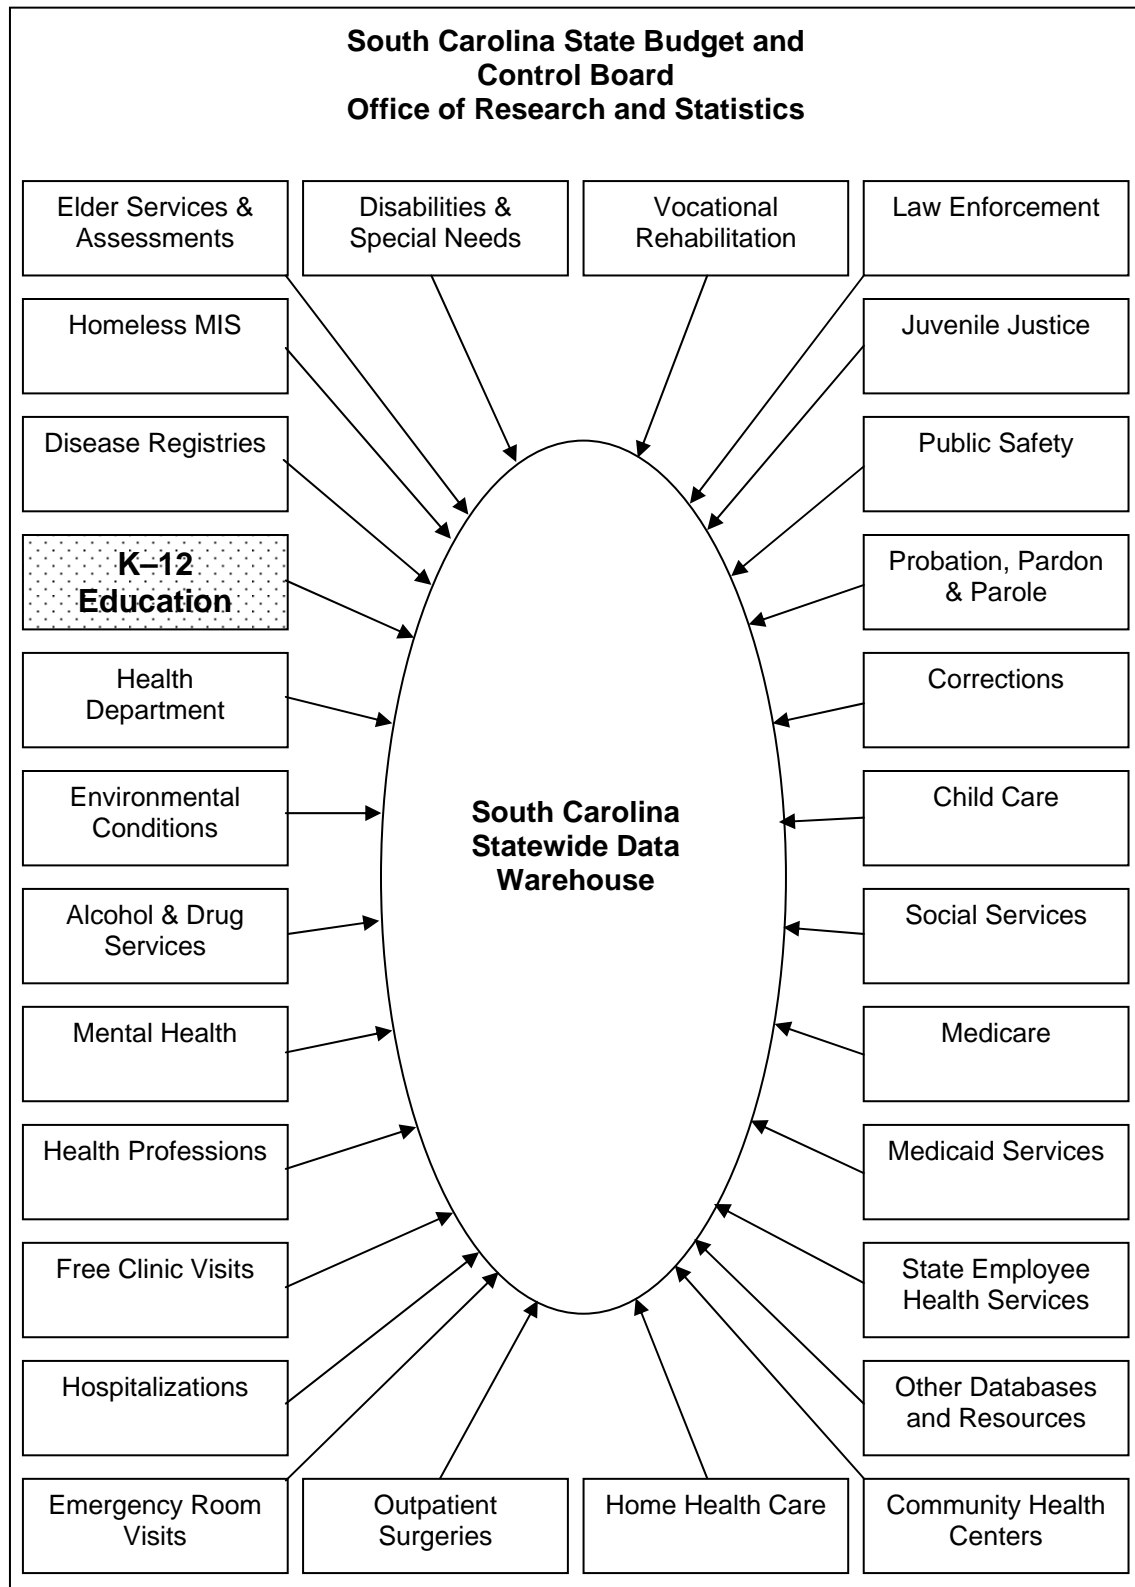 South Carolina State Budget and
Control Board
Office of Research and Statistics
Elder Services &
Assessments
Disabilities &
Special Needs
Vocational
Rehabilitation
Law Enforcement
Homeless MIS
Juvenile Justice
Disease Registries
Public Safety
K–12
Education
Probation, Pardon
& Parole
Health
Department
Corrections
Environmental
Conditions
South Carolina
Statewide Data
Warehouse
Child Care
Alcohol & Drug
Services
Social Services
Mental Health
Medicare
Health Professions
Medicaid Services
Free Clinic Visits
State Employee
Health Services
Hospitalizations
Other Databases
and Resources
Emergency Room
Visits
Outpatient
Surgeries
Home Health Care
Community Health
Centers